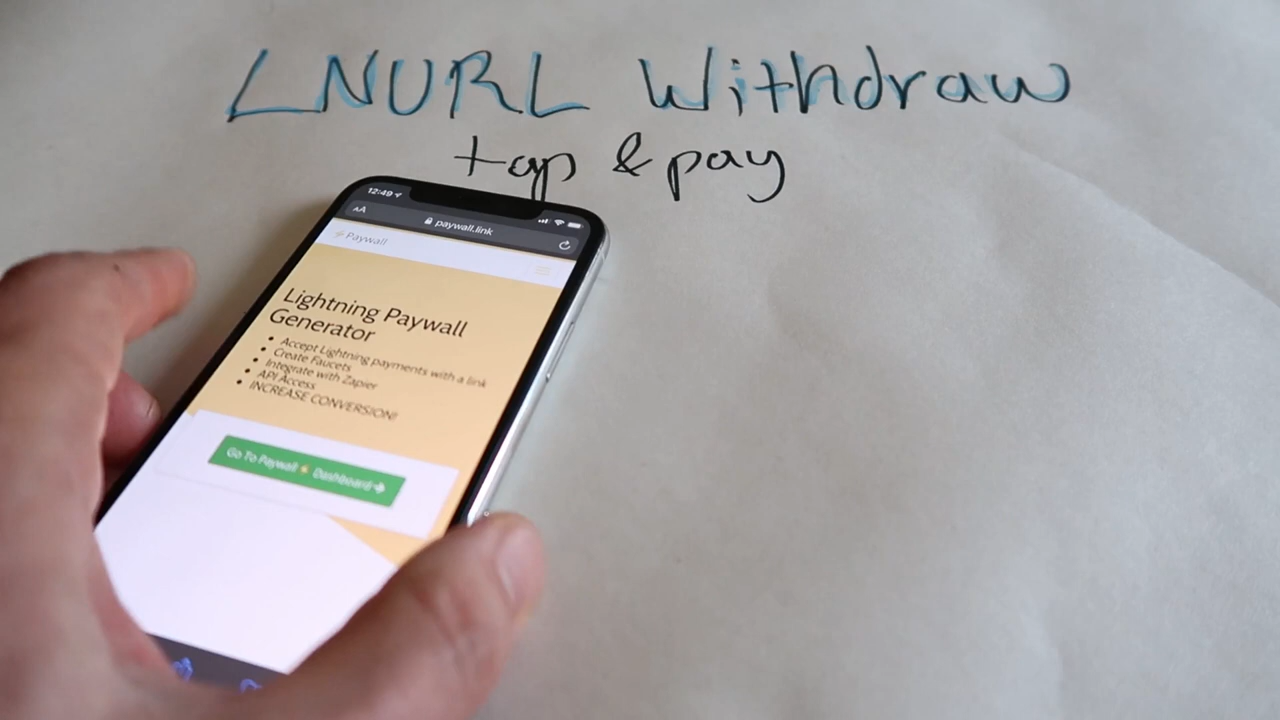 LNURL Withdraw
tap & pay
12:49
AA paywall.link
Paywall
Lightning Paywall
Generator
• Accept Lightning payments with a link
• Create Faucets
• Integrate with Zapier
• API Access
• INCREASE CONVERSION!
Go To Paywall ⚡ Dashboard →